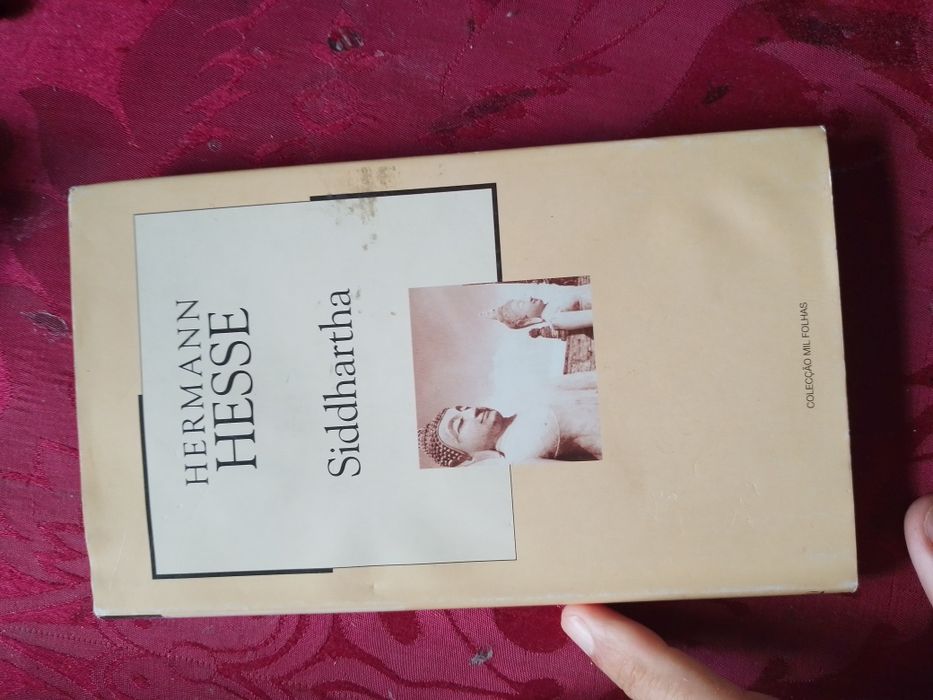 HERMANN
HESSE
Siddhartha
COLECÇÃO MIL FOLHAS